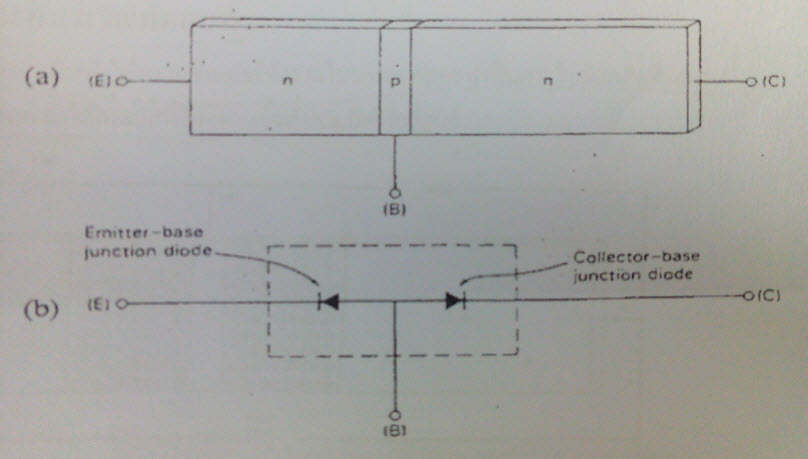 (a) (E) n p n (C)
(B)
Emitter-base
junction diode
Collector-base
junction diode
(b) (E) (C)
(B)